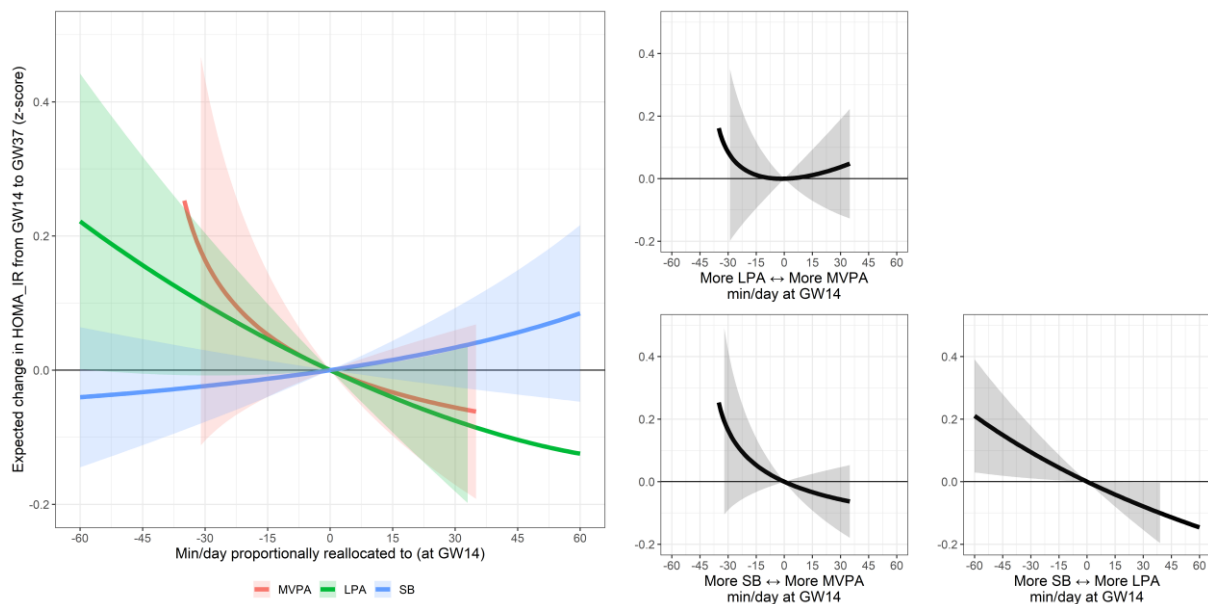 Expected change in HOMA_IR from GW14 to GW37 (z-score)
0.4
0.2
0.0
-0.2
-60 -45 -30 -15 0 15 30 45 60
Min/day proportionally reallocated to (at GW14)
MVPA LPA SB
0.4
0.2
0.0
-0.2
-60 -45 -30 -15 0 15 30 45 60
More LPA ↔ More MVPA
min/day at GW14
0.4
0.2
0.0
-0.2
-60 -45 -30 -15 0 15 30 45 60
More SB ↔ More MVPA
min/day at GW14
0.4
0.2
0.0
-0.2
-60 -45 -30 -15 0 15 30 45 60
More SB ↔ More LPA
min/day at GW14